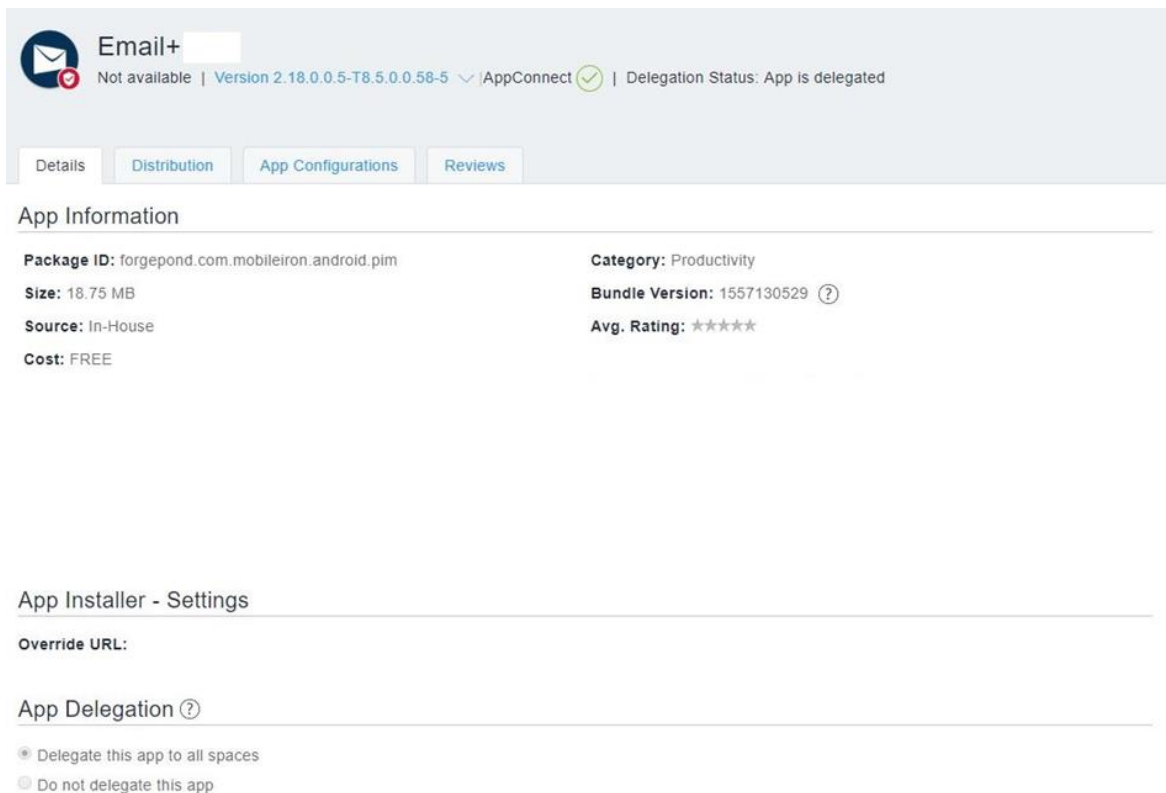 Email+
Not available | Version 2.18.0.0.5-T8.5.0.0.58-5 |AppConnect | Delegation Status: App is delegated
Details Distribution App Configurations Reviews
App Information
Package ID: forgepond.com.mobileiron.android.pim Category: Productivity
Size: 18.75 MB Bundle Version: 1557130529 ?
Source: In-House Avg. Rating: ★★★★★
Cost: FREE
App Installer - Settings
Override URL:
App Delegation ?
Delegate this app to all spaces
Do not delegate this app